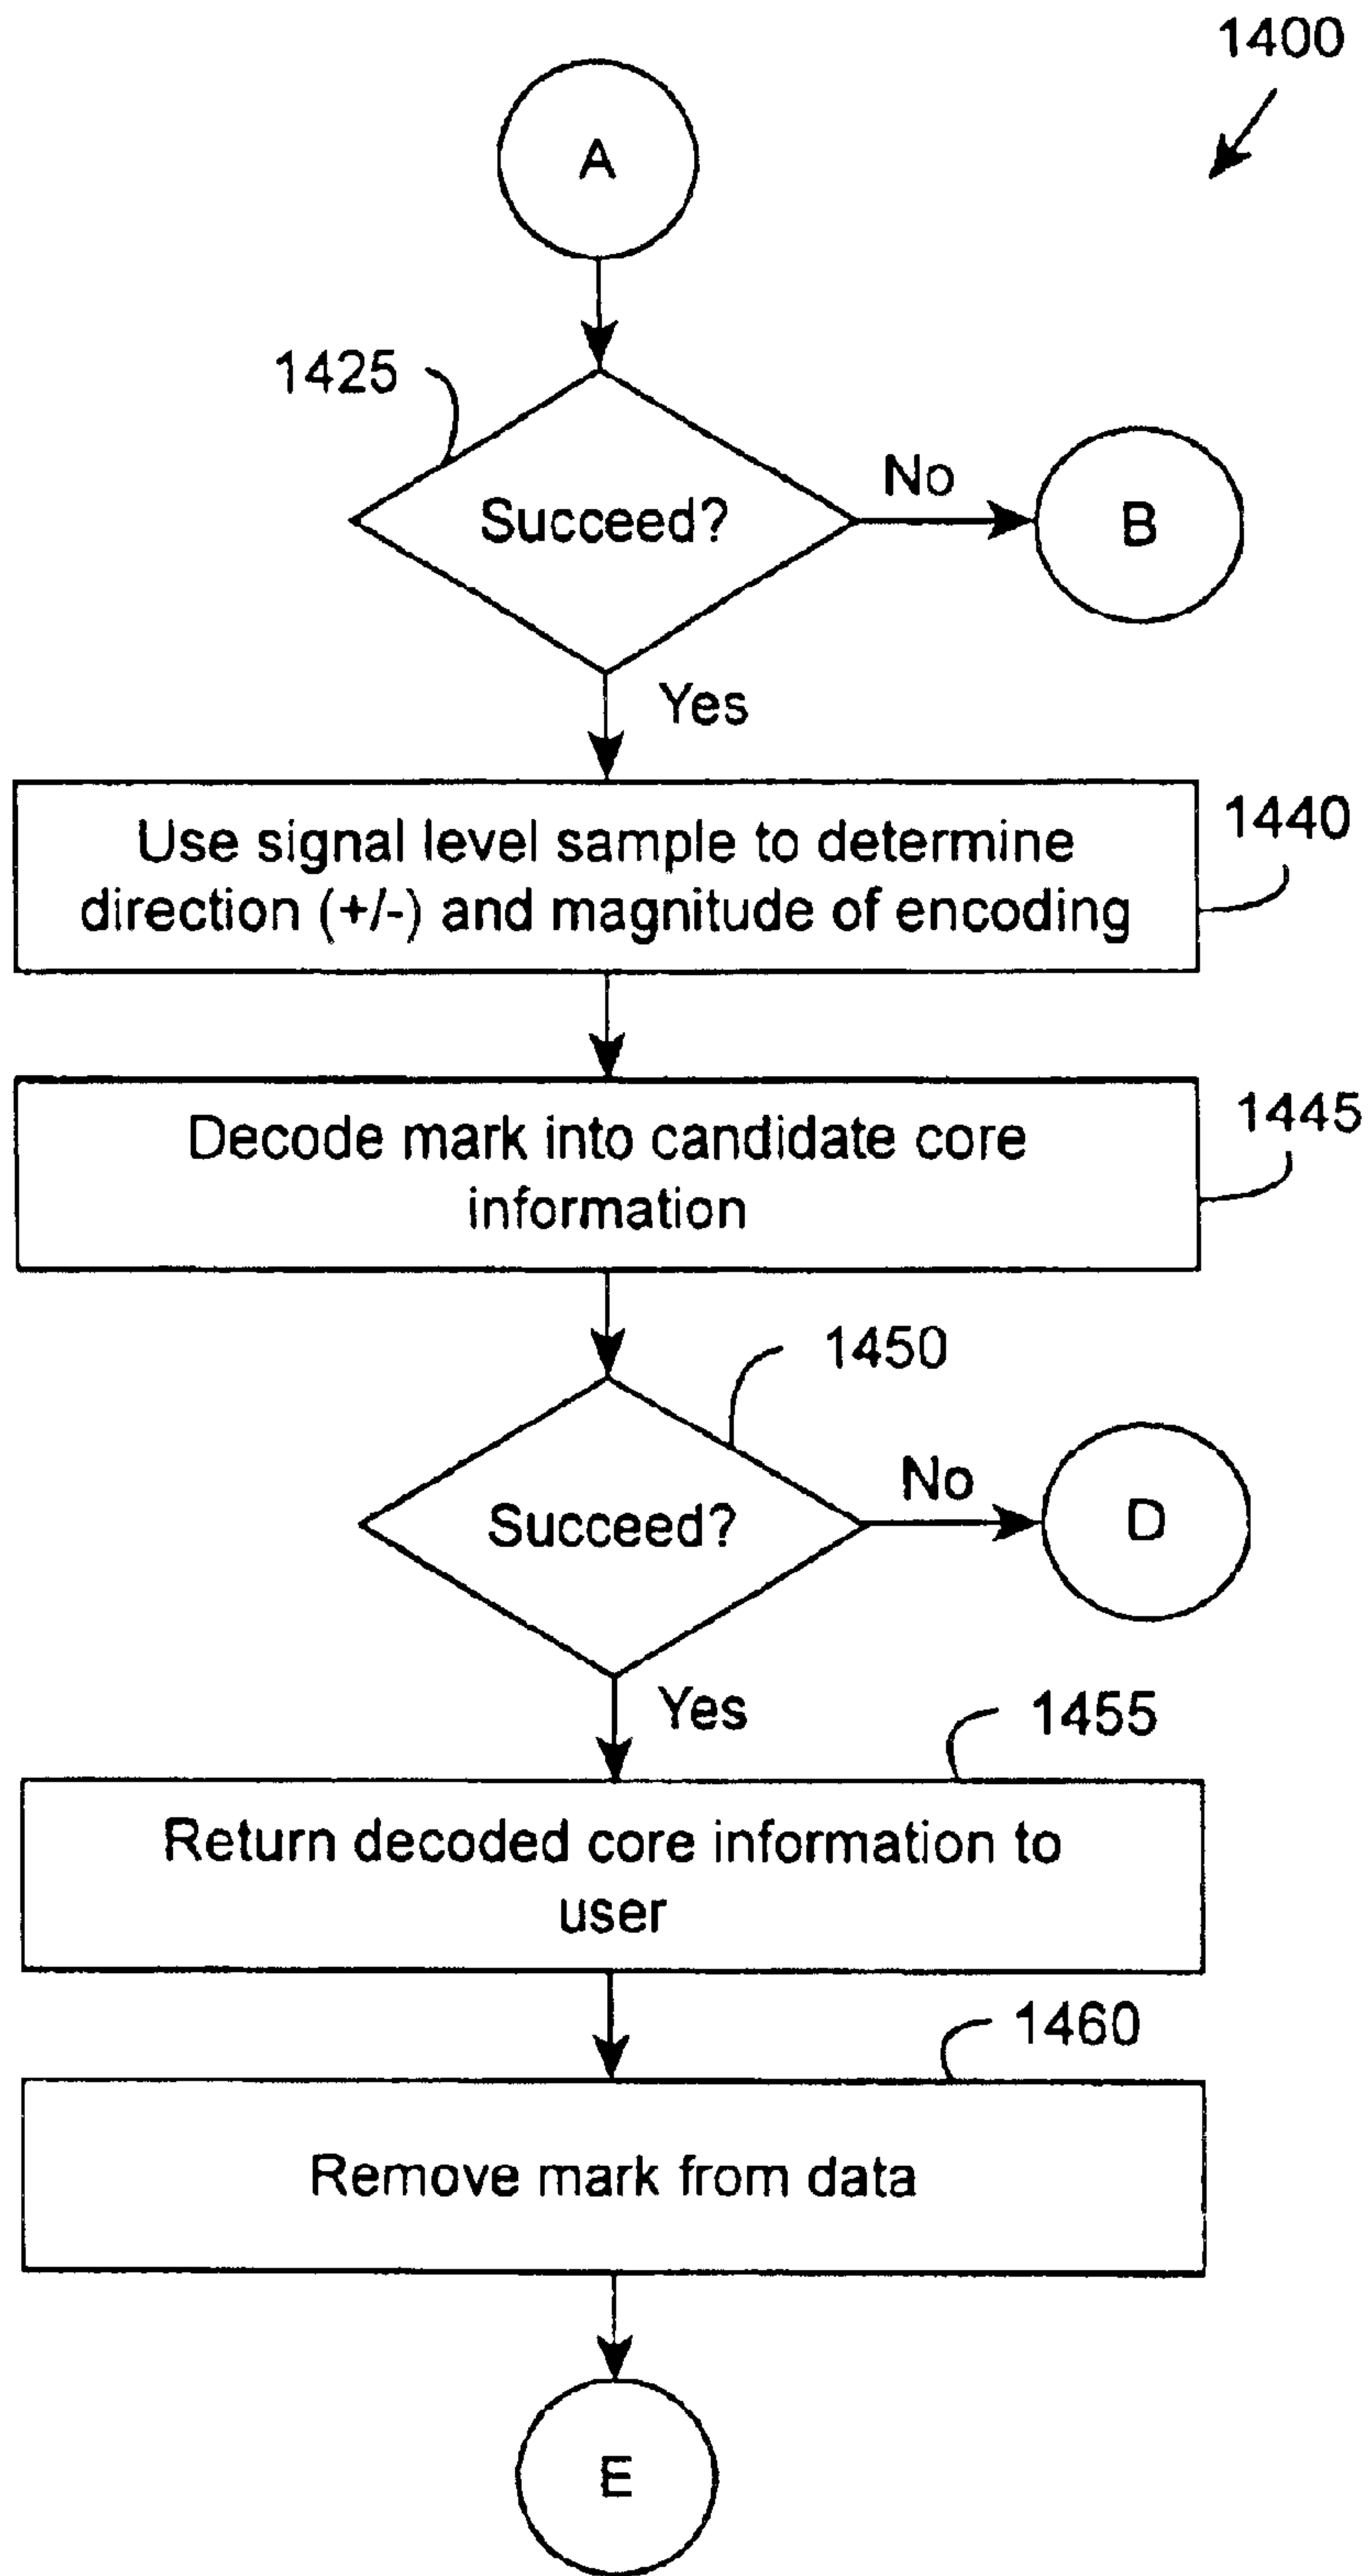 1400
A
1425
Succeed?
No
B
Yes
Use signal level sample to determine
direction (+/-) and magnitude of encoding
1440
Decode mark into candidate core
information
1445
1450
Succeed?
No
D
Yes
1455
Return decoded core information to
user
1460
Remove mark from data
E